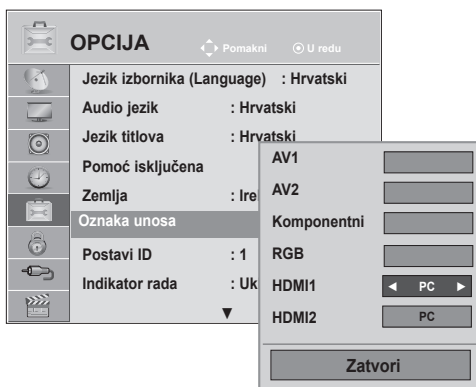 OPCIJA
Pomakni
U redu
Jezik izbornika (Language) : Hrvatski
Audio jezik : Hrvatski
Jezik titlova : Hrvatski
Pomoć isključena
Zemlja : Irel
Oznaka unosa
Postavi ID : 1
Indikator rada : Uk
AV1
AV2
Komponentni
RGB
HDMI1 ◀ PC ▶
HDMI2 PC
Zatvori